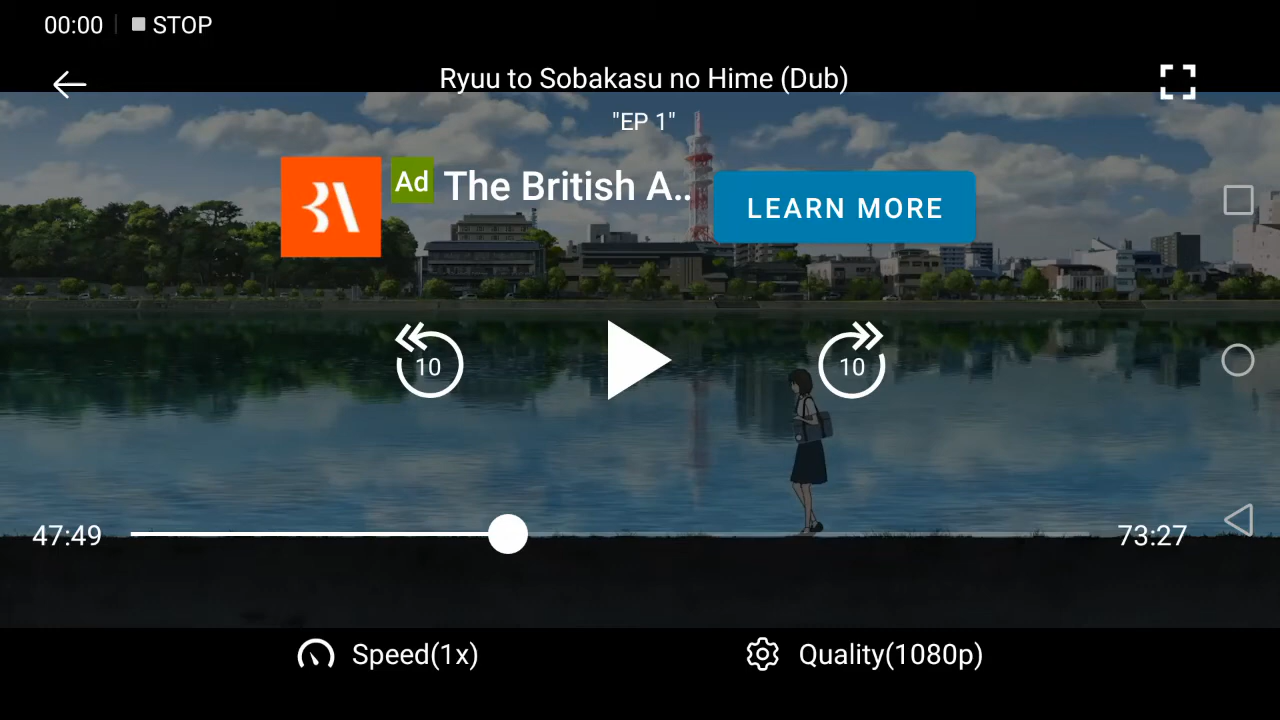 00:00 STOP
Ryuu to Sobakasu no Hime (Dub)
"EP 1"
Ad The British A..
LEARN MORE
10
10
47:49
73:27
Speed(1x)
Quality(1080p)